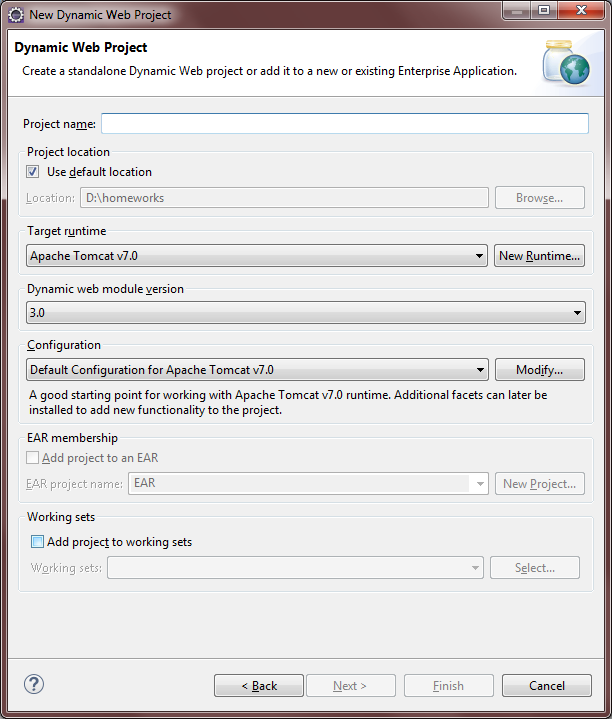 New Dynamic Web Project
Dynamic Web Project
Create a standalone Dynamic Web project or add it to a new or existing Enterprise Application.
Project name:
Project location
Use default location
Location: D:\homeworks Browse...
Target runtime
Apache Tomcat v7.0 New Runtime...
Dynamic web module version
3.0
Configuration
Default Configuration for Apache Tomcat v7.0 Modify...
A good starting point for working with Apache Tomcat v7.0 runtime. Additional facets can later be
installed to add new functionality to the project.
EAR membership
Add project to an EAR
EAR project name: EAR New Project...
Working sets
Add project to working sets
Working sets: Select...
? < Back Next > Finish Cancel